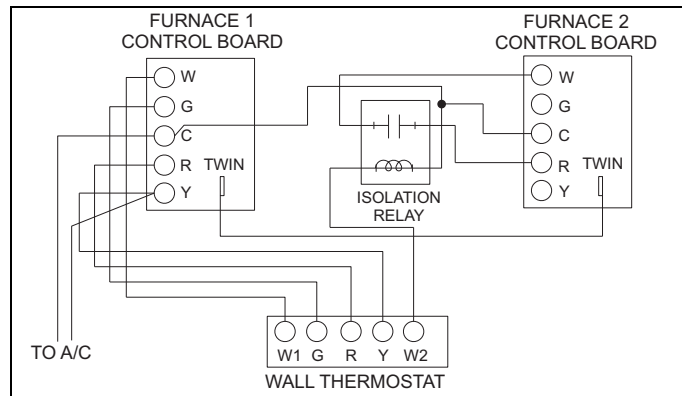 FURNACE 1
CONTROL BOARD
W
G
C
R
TWIN
Y
FURNACE 2
CONTROL BOARD
W
G
C
R
TWIN
Y
ISOLATION
RELAY
TO A/C
W1 G R Y W2
WALL THERMOSTAT